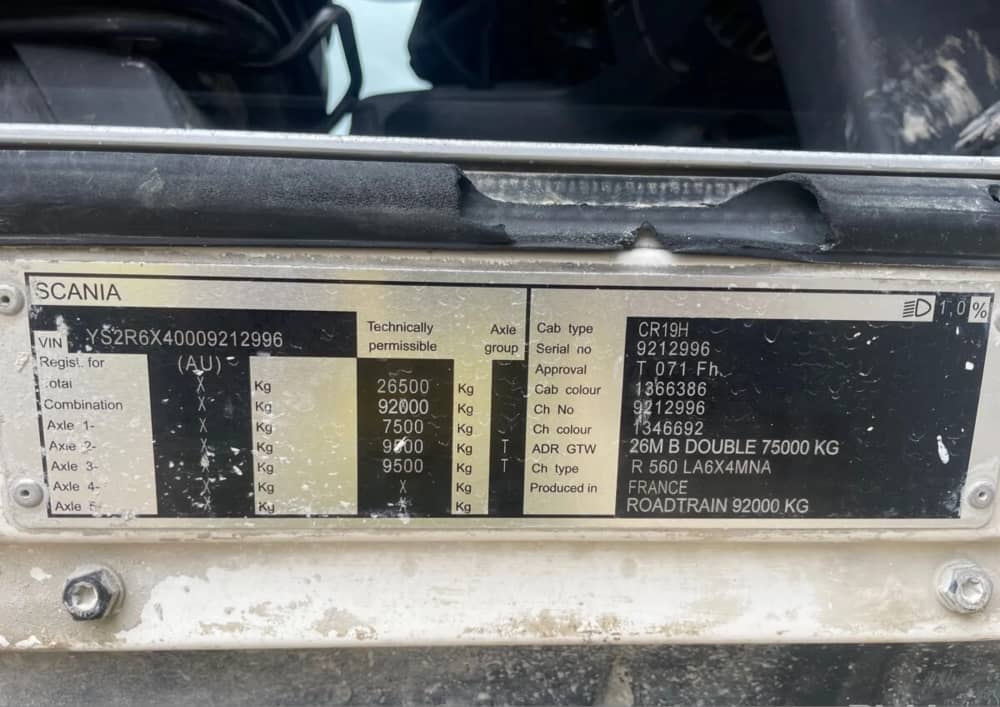 SCANIA
1,0 %
VIN YS2R6X40009212996
Technically permissible
Axle group
Regist. for (AU)
Total X Kg 26500 Kg
Combination X Kg 92000 Kg
Axle 1- X Kg 7500 Kg
Axle 2- X Kg 9500 Kg T
Axle 3- X Kg 9500 Kg T
Axle 4- X Kg X Kg
Axle 5- X Kg X Kg
Cab type CR19H
Serial no 9212996
Approval T 071 Fh
Cab colour 1366386
Ch No 9212996
Ch colour 1346692
ADR GTW 26M B DOUBLE 75000 KG
Ch type R 560 LA6X4MNA
Produced in FRANCE
ROADTRAIN 92000 KG